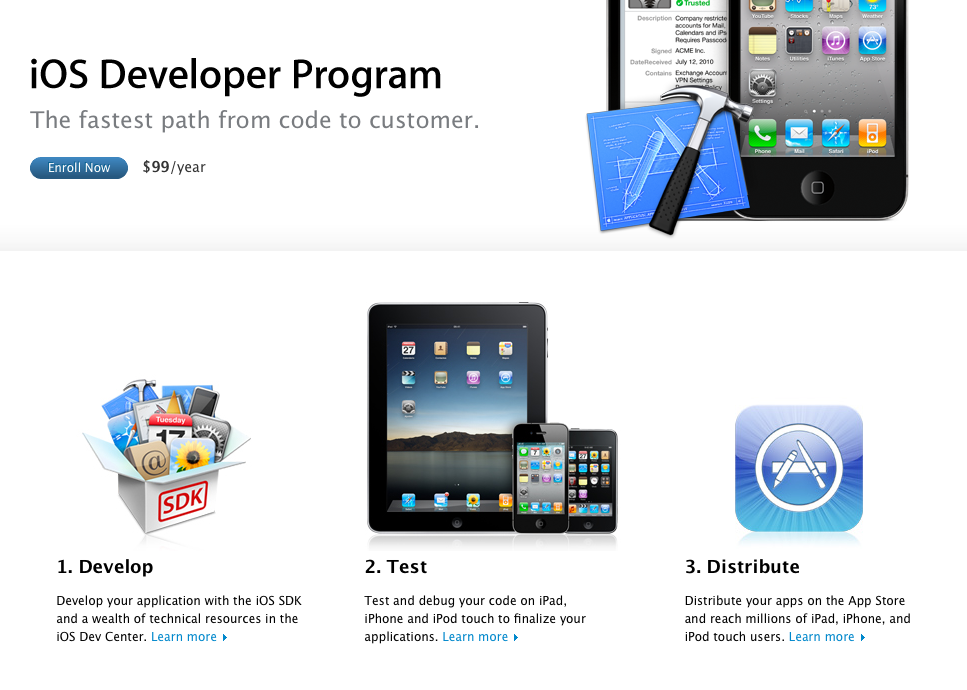 Trusted
Description Company restricte
accounts for Mail,
Calendars and iPs
Requires Passcod
Signed ACME Inc.
DateReceived July 12, 2010
Contains Exchange Accoun
VPN Settings
Policy
YouTube Stocks Maps Weather
73°
Notes Utilities iTunes App Store
Settings
Phone Mail Safari iPod
iOS Developer Program
The fastest path from code to customer.
Enroll Now $99/year
Tuesday
17
@
SDK
27
1. Develop
Develop your application with the iOS SDK
and a wealth of technical resources in the
iOS Dev Center. Learn more
2. Test
Test and debug your code on iPad,
iPhone and iPod touch to finalize your
applications. Learn more
3. Distribute
Distribute your apps on the App Store
and reach millions of iPad, iPhone, and
iPod touch users. Learn more